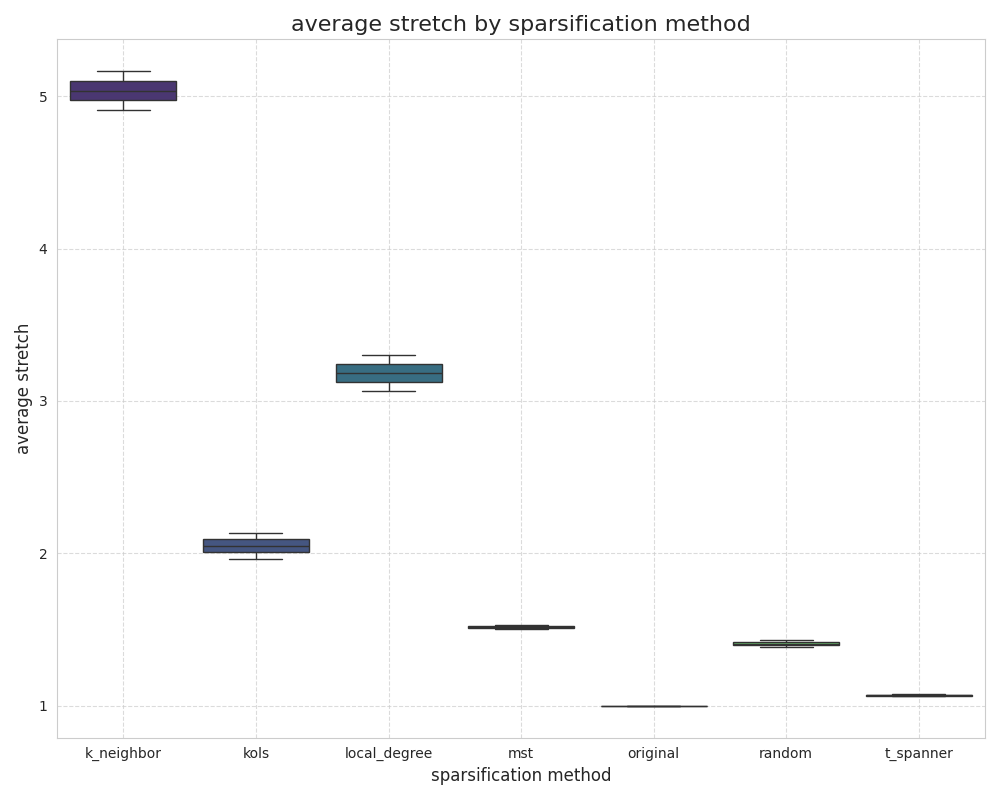 average stretch by sparsification method
average stretch
5
4
3
2
1
k_neighbor
kols
local_degree
mst
original
random
t_spanner
sparsification method